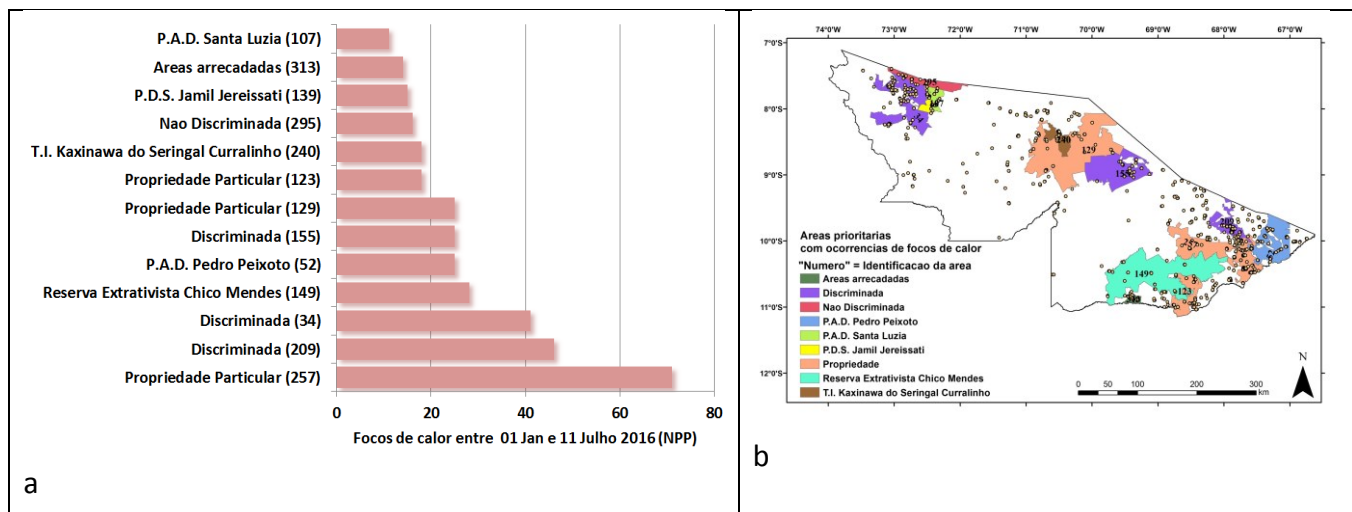 P.A.D. Santa Luzia (107)
Areas arrecadadas (313)
P.D.S. Jamil Jereissati (139)
Nao Discriminada (295)
T.I. Kaxinawa do Seringal Curralinho (240)
Propriedade Particular (123)
Propriedade Particular (129)
Discriminada (155)
P.A.D. Pedro Peixoto (52)
Reserva Extrativista Chico Mendes (149)
Discriminada (34)
Discriminada (209)
Propriedade Particular (257)
0 20 40 60 80
Focos de calor entre 01 Jan e 11 Julho 2016 (NPP)
a
74°0'W 73°0'W 72°0'W 71°0'W 70°0'W 69°0'W 68°0'W 67°0'W
7°0'S
8°0'S
9°0'S
10°0'S
11°0'S
12°0'S
295
240
129
155
149
123
Areas prioritarias
com ocorrencias de focos de calor
"Numero" = Identificacao da area
Areas arrecadadas
Discriminada
Nao Discriminada
P.A.D. Pedro Peixoto
P.A.D. Santa Luzia
P.D.S. Jamil Jereissati
Propriedade
Reserva Extrativista Chico Mendes
T.I. Kaxinawa do Seringal Curralinho
N
0 50 100 200 300
km
b